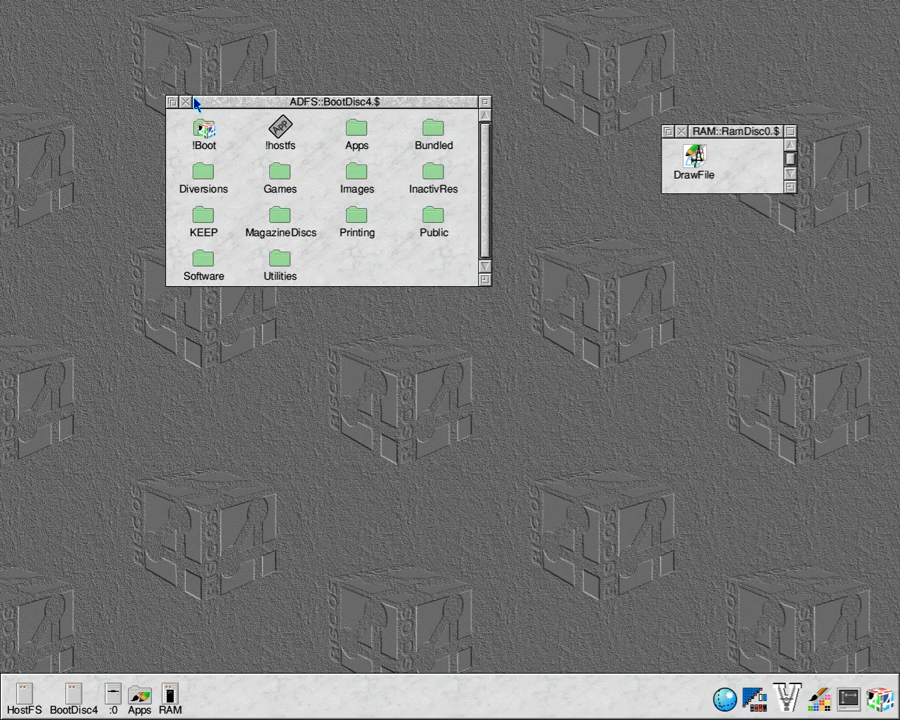 ADFS::BootDisc4.$
!Boot
!hostfs
Apps
Bundled
Diversions
Games
Images
InactivRes
KEEP
MagazineDiscs
Printing
Public
Software
Utilities
RAM::RamDisc0.$
DrawFile
HostFS
BootDisc4
:0
Apps
RAM